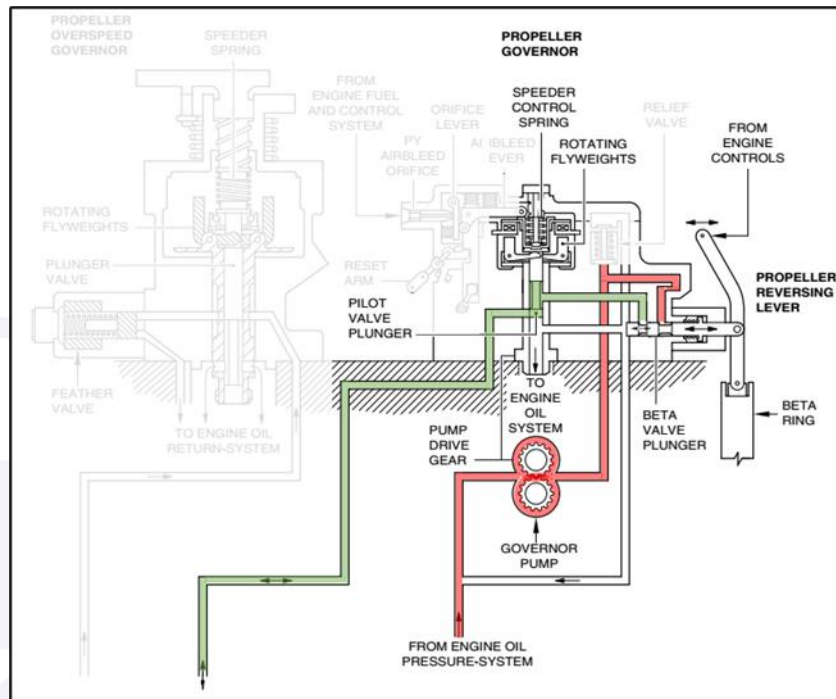 PROPELLER
OVERSPEED
GOVERNOR
SPEEDER
SPRING
PROPELLER
GOVERNOR
FROM
ENGINE FUEL
AND CONTROL
SYSTEM
ORIFICE
LEVER
SPEEDER
CONTROL
SPRING
RELIEF
VALVE
FROM
ENGINE
CONTROLS
PY
AIRBLEED
ORIFICE
ROTATING
FLYWEIGHTS
ROTATING
FLYWEIGHTS
PLUNGER
VALVE
RESET
ARM
PROPELLER
REVERSING
LEVER
PILOT
VALVE
PLUNGER
FEATHER
VALVE
TO ENGINE OIL
RETURN-SYSTEM
TO
ENGINE
OIL
SYSTEM
PUMP
DRIVE
GEAR
BETA
VALVE
PLUNGER
BETA
RING
GOVERNOR
PUMP
FROM ENGINE OIL
PRESSURE-SYSTEM